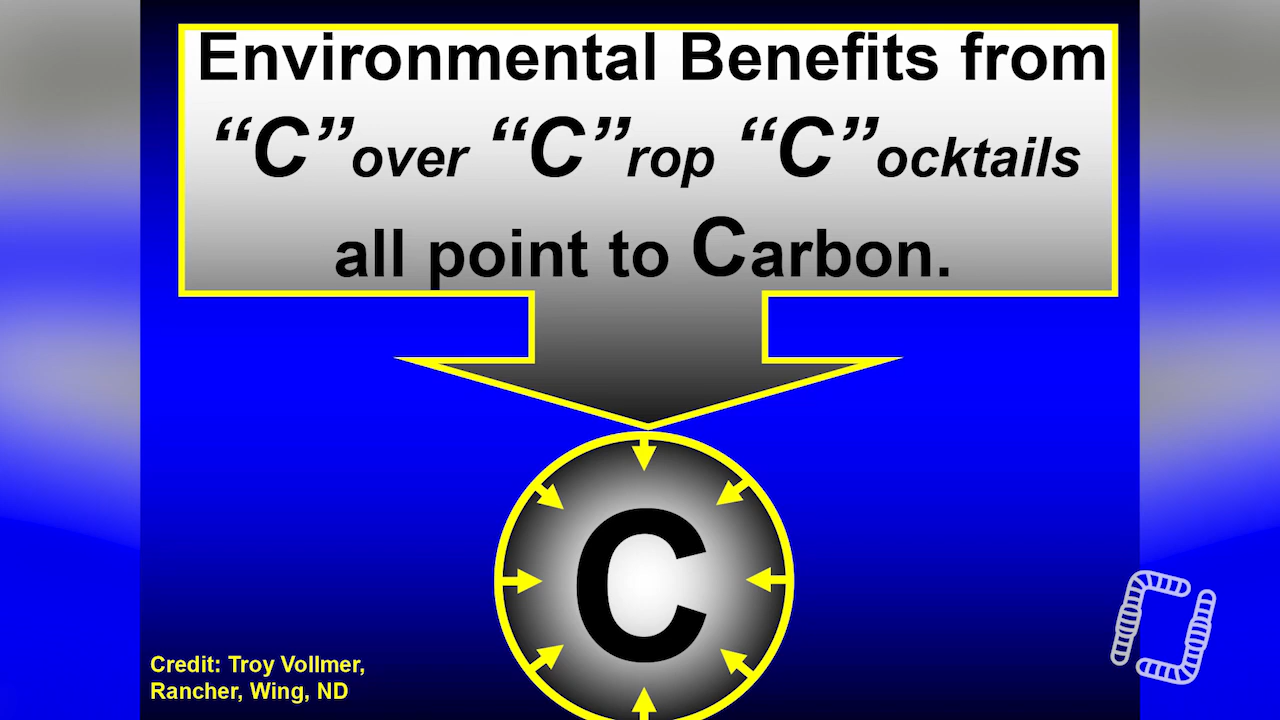 Environmental Benefits from
“C”over “C”rop “C”ocktails
all point to Carbon.
C
Credit: Troy Vollmer,
Rancher, Wing, ND